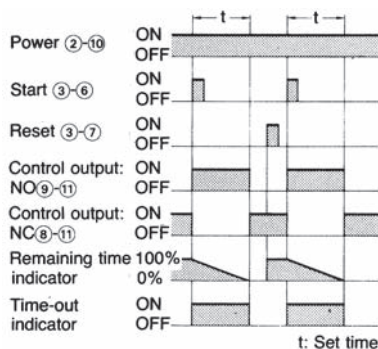 t t
Power ②-⑩ ON
OFF
Start ③-⑥ ON
OFF
Reset ③-⑦ ON
OFF
Control output: ON
NO⑨-⑪ OFF
Control output: ON
NC⑧-⑪ OFF
Remaining time 100%
indicator 0%
Time-out ON
indicator OFF
t: Set time